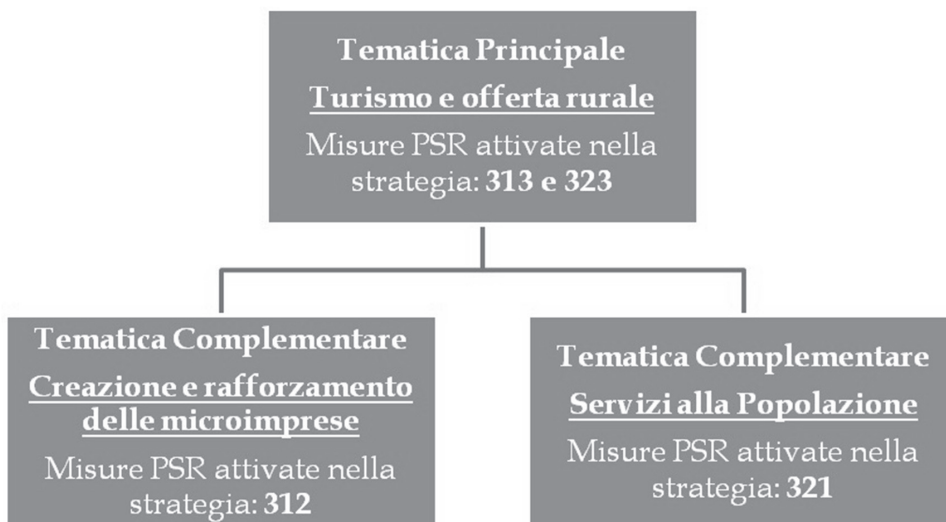 Tematica Principale
Turismo e offerta rurale
Misure PSR attivate nella
strategia: 313 e 323
Tematica Complementare
Creazione e rafforzamento
delle microimprese
Misure PSR attivate nella
strategia: 312
Tematica Complementare
Servizi alla Popolazione
Misure PSR attivate nella
strategia: 321